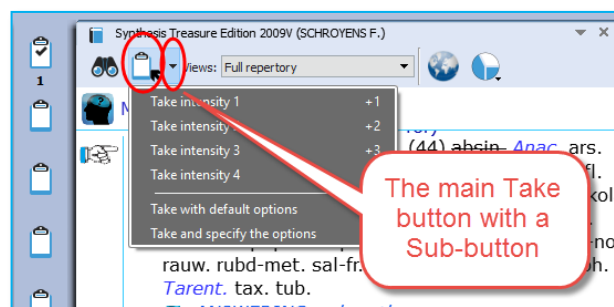 Synthesis Treasure Edition 2009V (SCHROYENS F.)
1
Views: Full repertory
Take intensity 1 +1
Take intensity +2
Take intensity 3 +3
Take intensity 4
Take with default options
Take and specify the options
(44) absin. Anac. ars.
fl.
kol
-no
rauw. rubd-met. sal-fr. ph.
Tarent. tax. tub.
The main Take
button with a
Sub-button